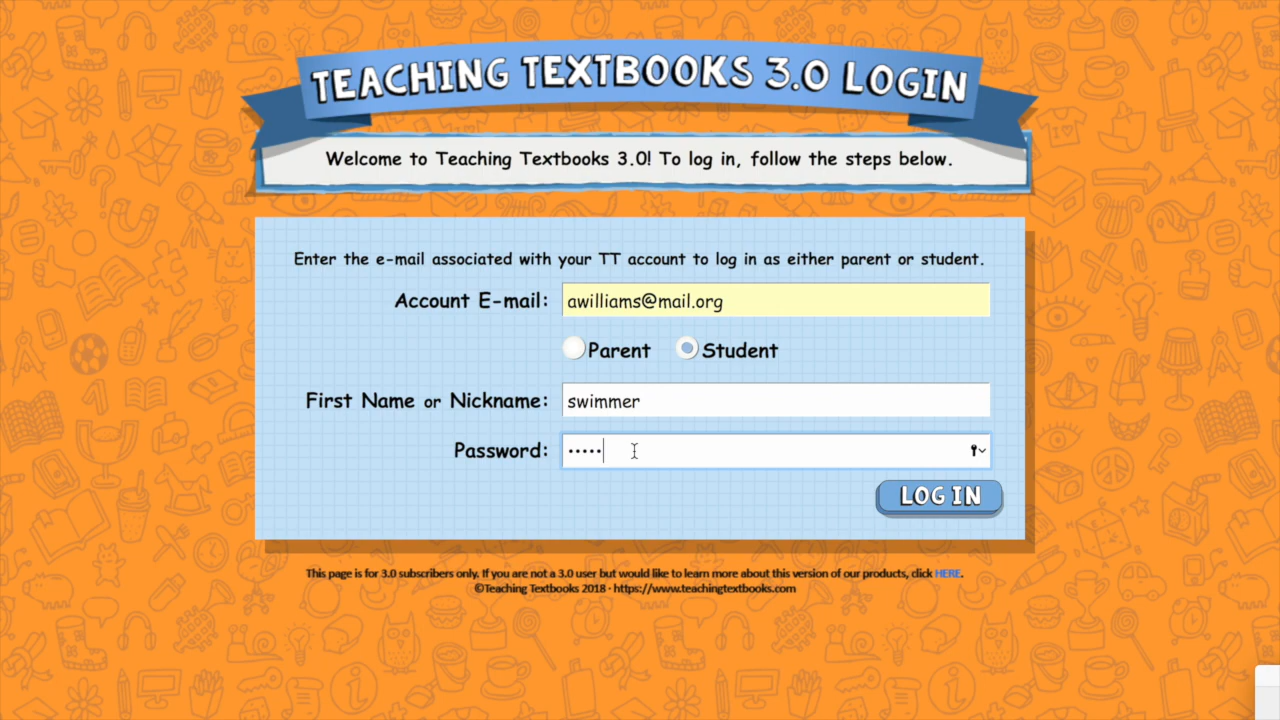 TEACHING TEXTBOOKS 3.0 LOGIN
Welcome to Teaching Textbooks 3.0! To log in, follow the steps below.
Enter the e-mail associated with your TT account to log in as either parent or student.
Account E-mail: awilliams@mail.org
Parent Student
First Name or Nickname: swimmer
Password: •••••
LOG IN
This page is for 3.0 subscribers only. If you are not a 3.0 user but would like to learn more about this version of our products, click HERE.
©Teaching Textbooks 2018 · https://www.teachingtextbooks.com